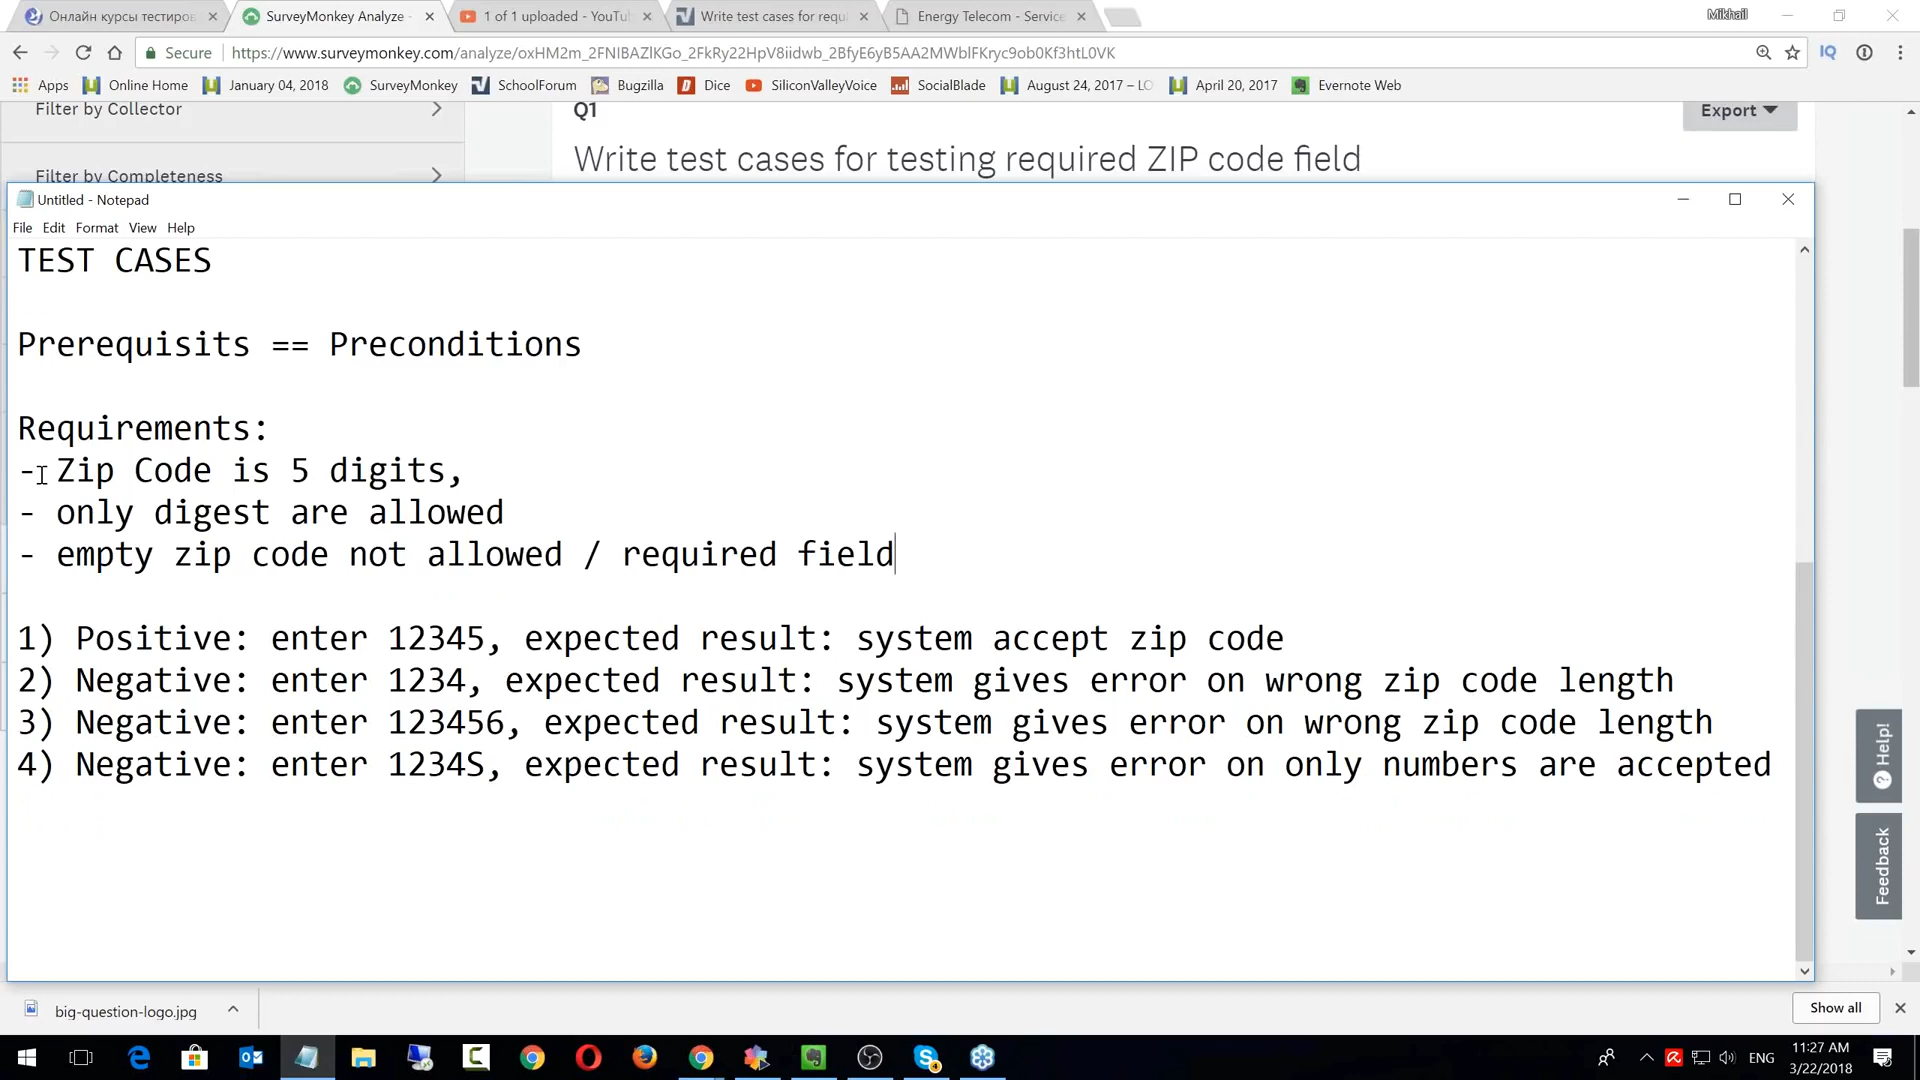 Онлайн курсы тестиров
SurveyMonkey Analyze -
1 of 1 uploaded - YouTu
Write test cases for requ
Energy Telecom - Service
Mikhail
Secure
https://www.surveymonkey.com/analyze/oxHM2m_2FNIBAZlKGo_2FkRy22HpV8iidwb_2BfyE6yB5AA2MWblFKryc9ob0Kf3htL0VK
Apps
Online Home
January 04, 2018
SurveyMonkey
SchoolForum
Bugzilla
Dice
SiliconValleyVoice
SocialBlade
August 24, 2017 – LO
April 20, 2017
Evernote Web
Filter by Collector
Q1
Export
Write test cases for testing required ZIP code field
Filter by Completeness
Untitled - Notepad
File Edit Format View Help
TEST CASES
Prerequisits == Preconditions
Requirements:
- Zip Code is 5 digits,
- only digest are allowed
- empty zip code not allowed / required field
1) Positive: enter 12345, expected result: system accept zip code
2) Negative: enter 1234, expected result: system gives error on wrong zip code length
3) Negative: enter 123456, expected result: system gives error on wrong zip code length
4) Negative: enter 1234S, expected result: system gives error on only numbers are accepted
Help!
Feedback
big-question-logo.jpg
Show all
ENG
11:27 AM
3/22/2018